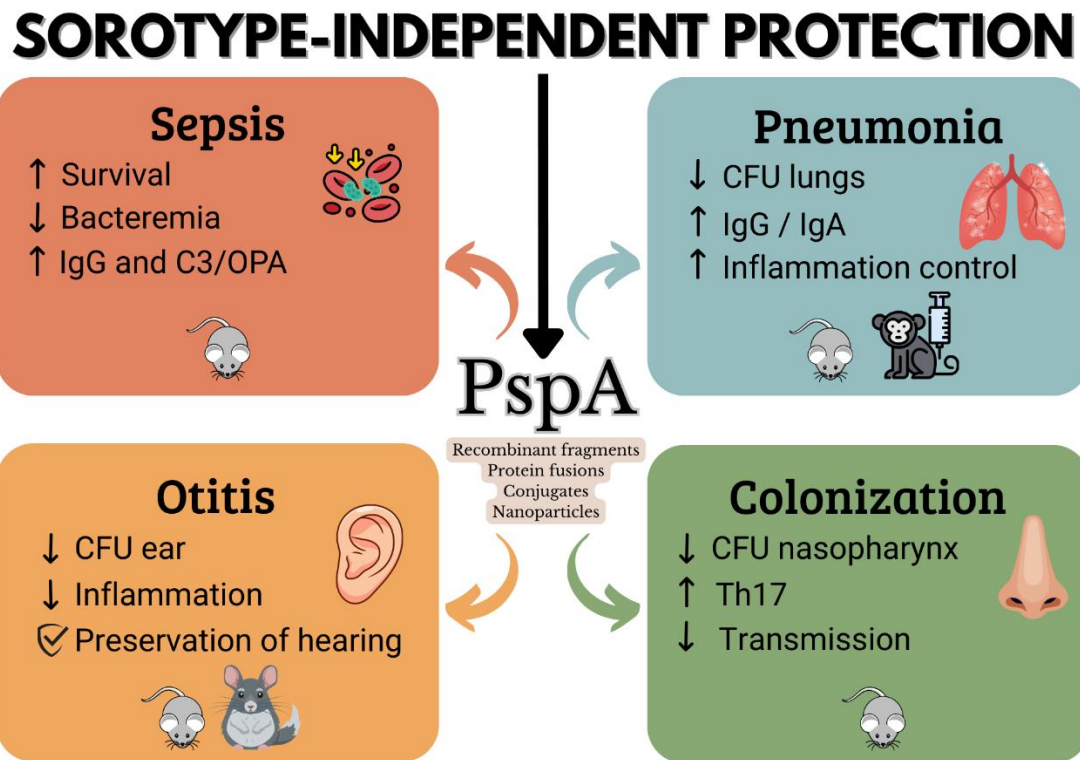 SOROTYPE-INDEPENDENT PROTECTION
Sepsis
↑ Survival
↓ Bacteremia
↑ IgG and C3/OPA
Pneumonia
↓ CFU lungs
↑ IgG / IgA
↑ Inflammation control
PspA
Recombinant fragments
Protein fusions
Conjugates
Nanoparticles
Otitis
↓ CFU ear
↓ Inflammation
Preservation of hearing
Colonization
↓ CFU nasopharynx
↑ Th17
↓ Transmission